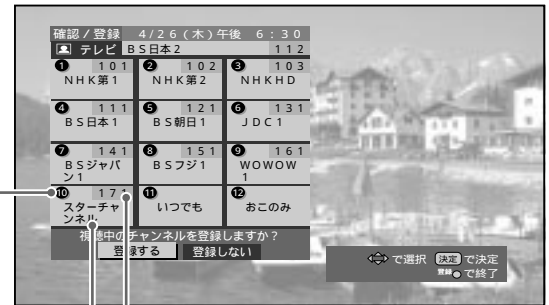 確認/登録 4/26(木)午後 6:30
テレビ BS日本2 112
❶ 101 ❷ 102 ❸ 103
NHK第1 NHK第2 NHKHD
❹ 111 ❺ 121 ❻ 131
BS日本1 BS朝日1 JDC1
❼ 141 ❽ 151 ❾ 161
BSジャパン1 BSフジ1 WOWOW1
❿ 171 ⓫ ⓬
スターチャンネル いつでも おこのみ
視聴中のチャンネルを登録しますか?
登録する 登録しない
で選択 決定 で決定
登録 で終了